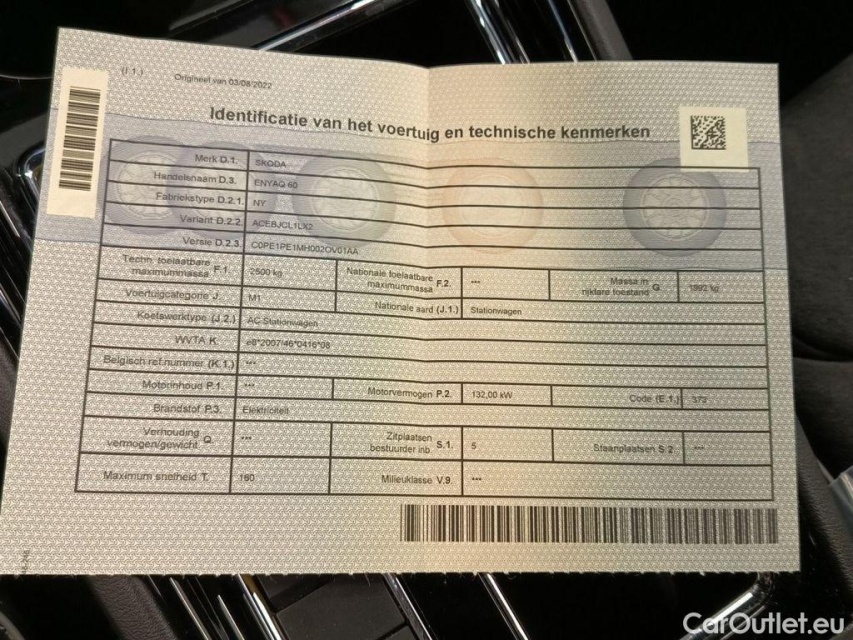 (I 1.) Origineel van 03/08/2022
Identificatie van het voertuig en technische kenmerken
Merk D.1. SKODA
Handelsnaam D.3. ENYAQ 60
Fabriekstype D.2.1. NY
Variant D.2.2. ACEBJCL1LX2
Versie D.2.3. C0PE1PE1MH002OV01AA
Techn. toelaatbare maximummassa F.1. 2500 kg Nationale toelaatbare maximummassa F.2. --- Massa in rijklare toestand G. 1992 kg
Voertuigcategorie J. M1 Nationale aard (J.1.) Stationwagen
Koetswerktype (J.2.) AC Stationwagen
WVTA K. e8*2007/46*0416*08
Belgisch ref.nummer (K.1.) ---
Motorinhoud P.1. --- Motorvermogen P.2. 132,00 kW Code (E.1.) 373
Brandstof P.3. Elektriciteit
Verhouding vermogen/gewicht Q. --- Zitplaatsen bestuurder inb. S.1. 5 Staanplaatsen S.2. ---
Maximum snelheid T. 160 Milieuklasse V.9. ---
CarOutlet.eu